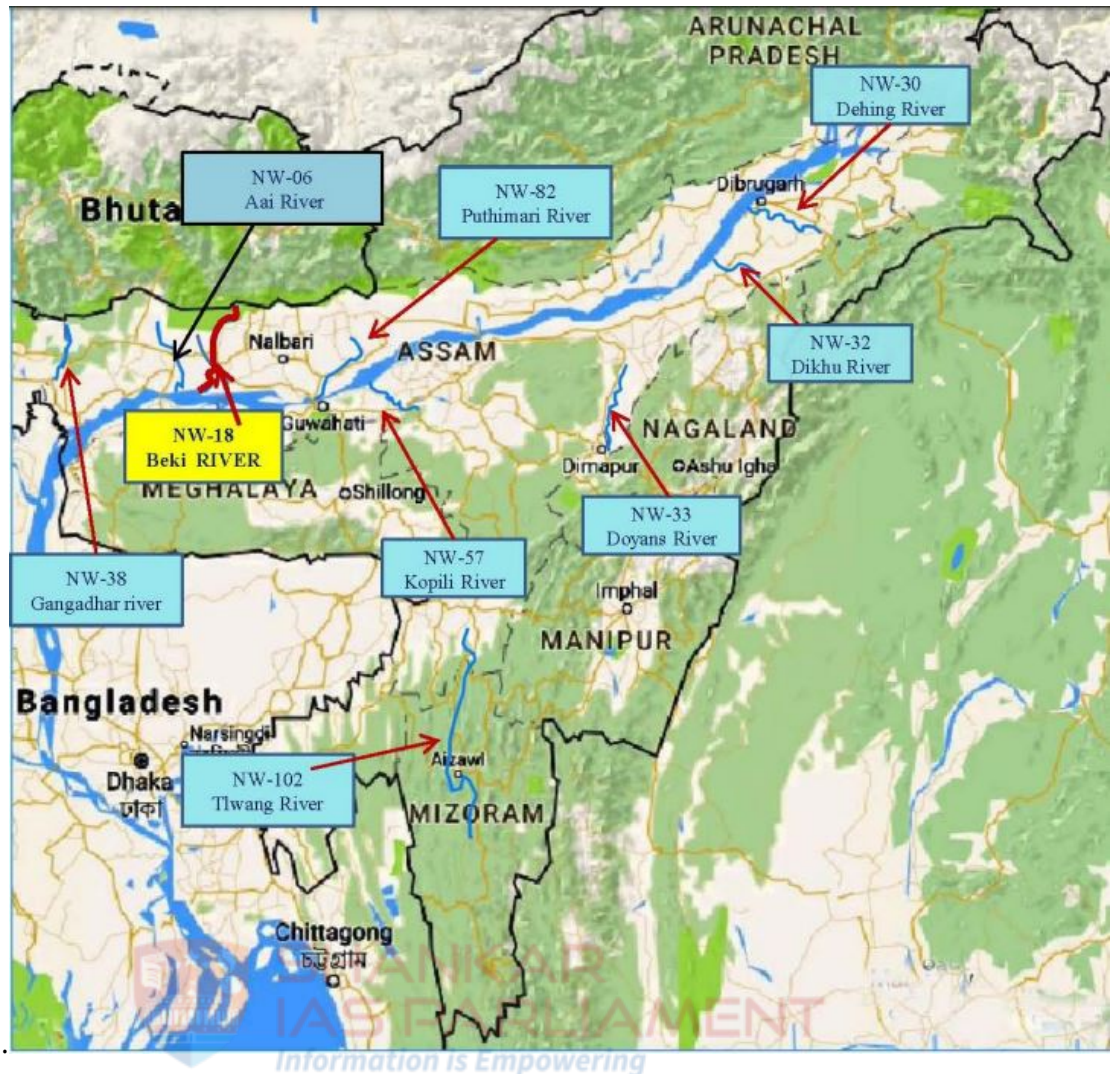 ARUNACHAL
PRADESH
NW-30
Dehing River
NW-06
Aai River
NW-82
Puthimari River
Dibrugarh
Bhuta
Nalbari
ASSAM
NW-32
Dikhu River
Guwahati
NW-18
Beki RIVER
NAGALAND
Dimapur
MEGHALAYA
Shillong
NW-33
Doyans River
NW-38
Gangadhar river
NW-57
Kopili River
Imphal
MANIPUR
Bangladesh
Narsingdi
Dhaka
ঢাকা
NW-102
Tlwang River
Aizawl
MIZORAM
Chittagong
চট্টগ্রাম
IAS PARLIAMENT
Information is Empowering